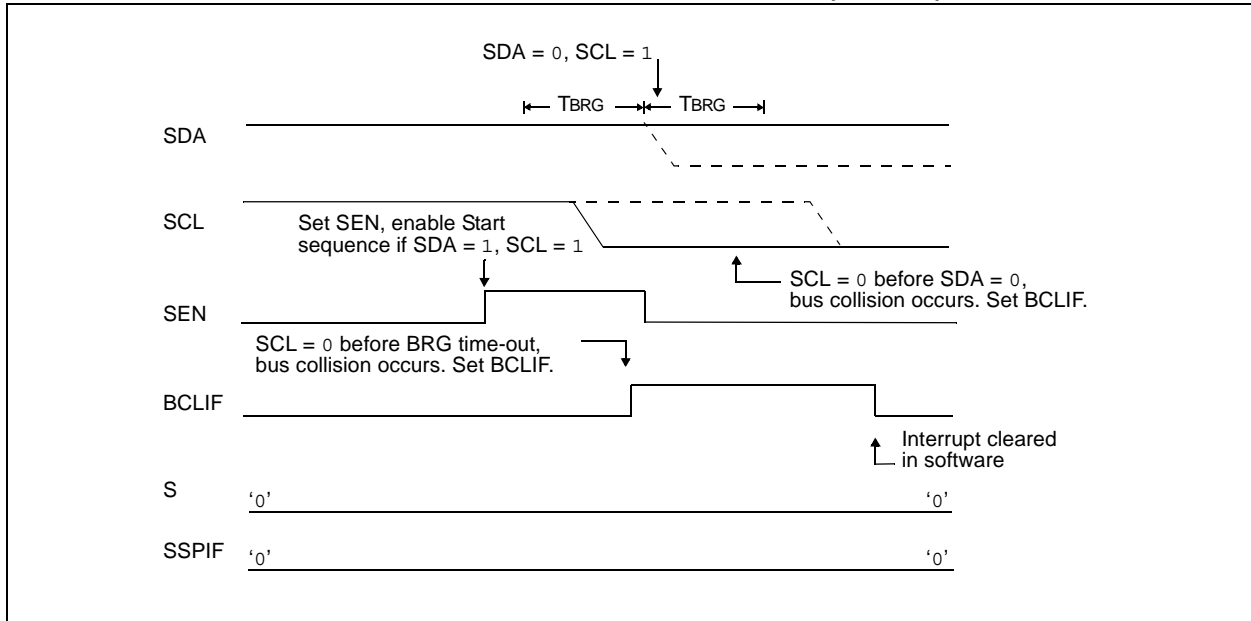 SDA = 0, SCL = 1
TBRG TBRG
SDA
SCL
Set SEN, enable Start
sequence if SDA = 1, SCL = 1
SCL = 0 before SDA = 0,
bus collision occurs. Set BCLIF.
SEN
SCL = 0 before BRG time-out,
bus collision occurs. Set BCLIF.
BCLIF
Interrupt cleared
in software
S
‘0’ ‘0’
SSPIF
‘0’ ‘0’